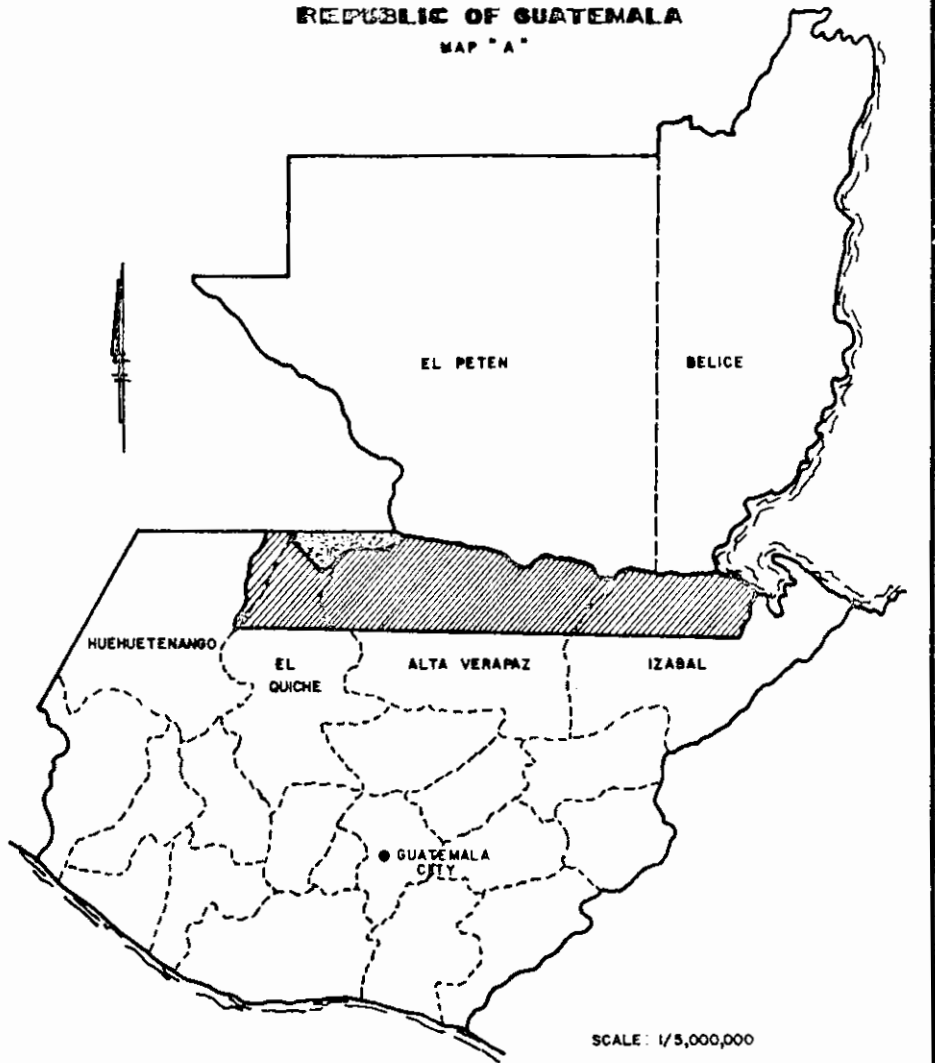 REPUBLIC OF GUATEMALA
MAP "A"
EL PETEN
BELICE
HUEHUETENANGO
EL
QUICHE
ALTA VERAPAZ
IZABAL
GUATEMALA
CITY
SCALE: 1/5,000,000